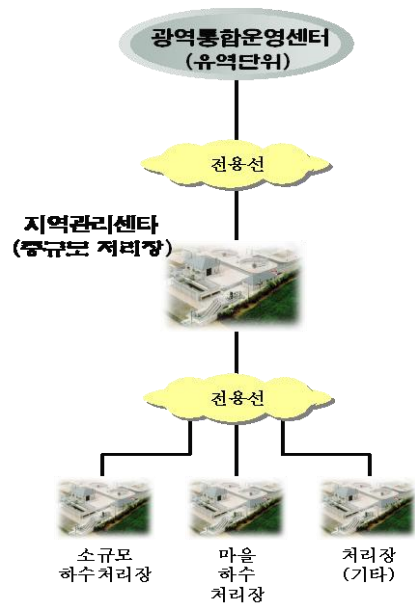 광역통합운영센터
(유역단위)
전용선
지역관리센타
(중규모 처리장)
전용선
소규모
하수처리장
마을
하수
처리장
처리장
(기타)